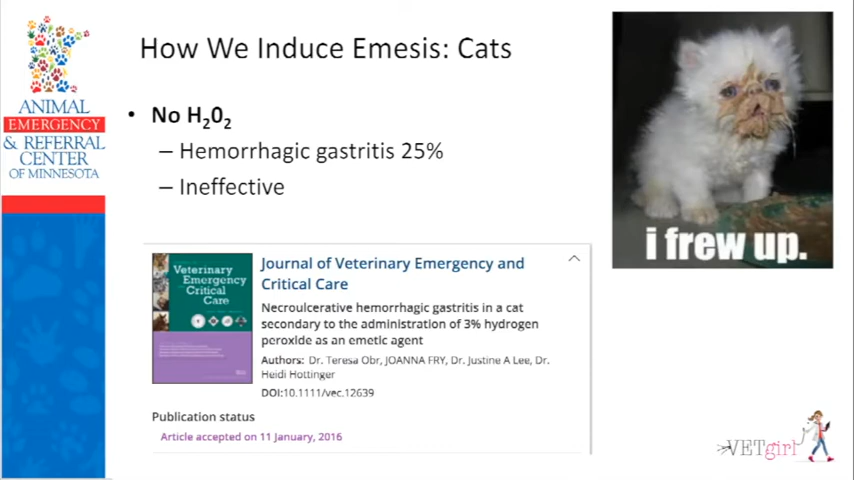 How We Induce Emesis: Cats
ANIMAL
EMERGENCY
& REFERRAL
CENTER
OF MINNESOTA
• No H₂0₂
– Hemorrhagic gastritis 25%
– Ineffective
i frew up.
Veterinary
Emergency
and
Critical
Care
Journal of Veterinary Emergency and
Critical Care
Necroulcerative hemorrhagic gastritis in a cat
secondary to the administration of 3% hydrogen
peroxide as an emetic agent
Authors: Dr. Teresa Obr, JOANNA FRY, Dr. Justine A Lee, Dr.
Heidi Hottinger
DOI:10.1111/vec.12639
Publication status
Article accepted on 11 January, 2016
VETgirl